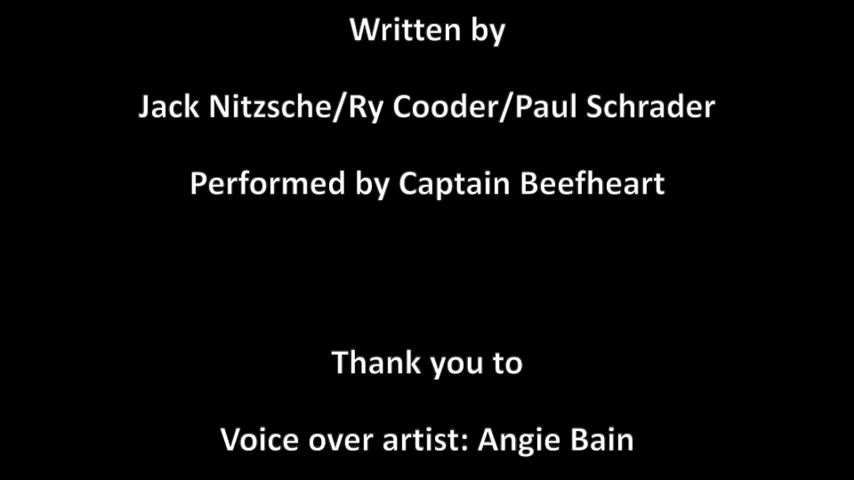 Written by
Jack Nitzsche/Ry Cooder/Paul Schrader
Performed by Captain Beefheart
Thank you to
Voice over artist: Angie Bain